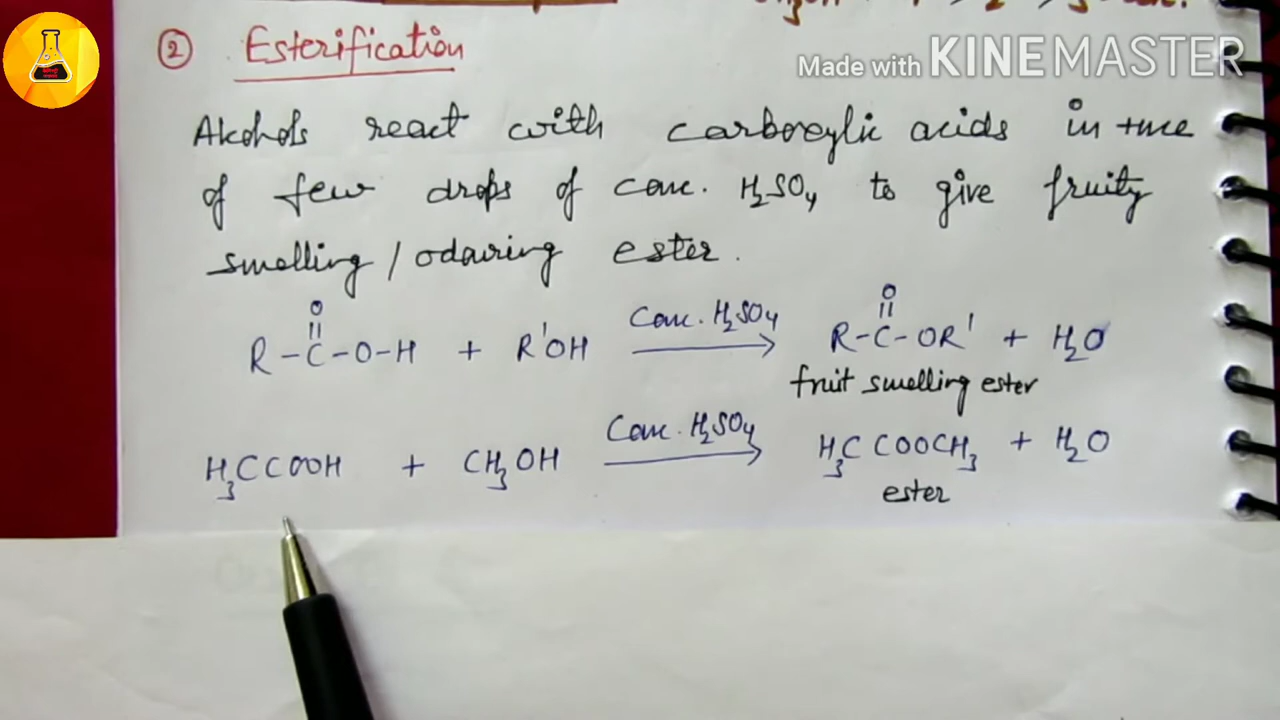 ② Esterification
Made with KINEMASTER
Alcohols react with carboxylic acids in +nce
of few drops of conc. H₂SO₄ to give fruity
smelling / odouring ester.
O
||
R – C – O – H + R'OH Conc. H₂SO₄ → R – C – OR' + H₂O
O
||
fruit smelling ester
H₃CCOOH + CH₃OH Conc. H₂SO₄ → H₃C COOCH₃ + H₂O
ester